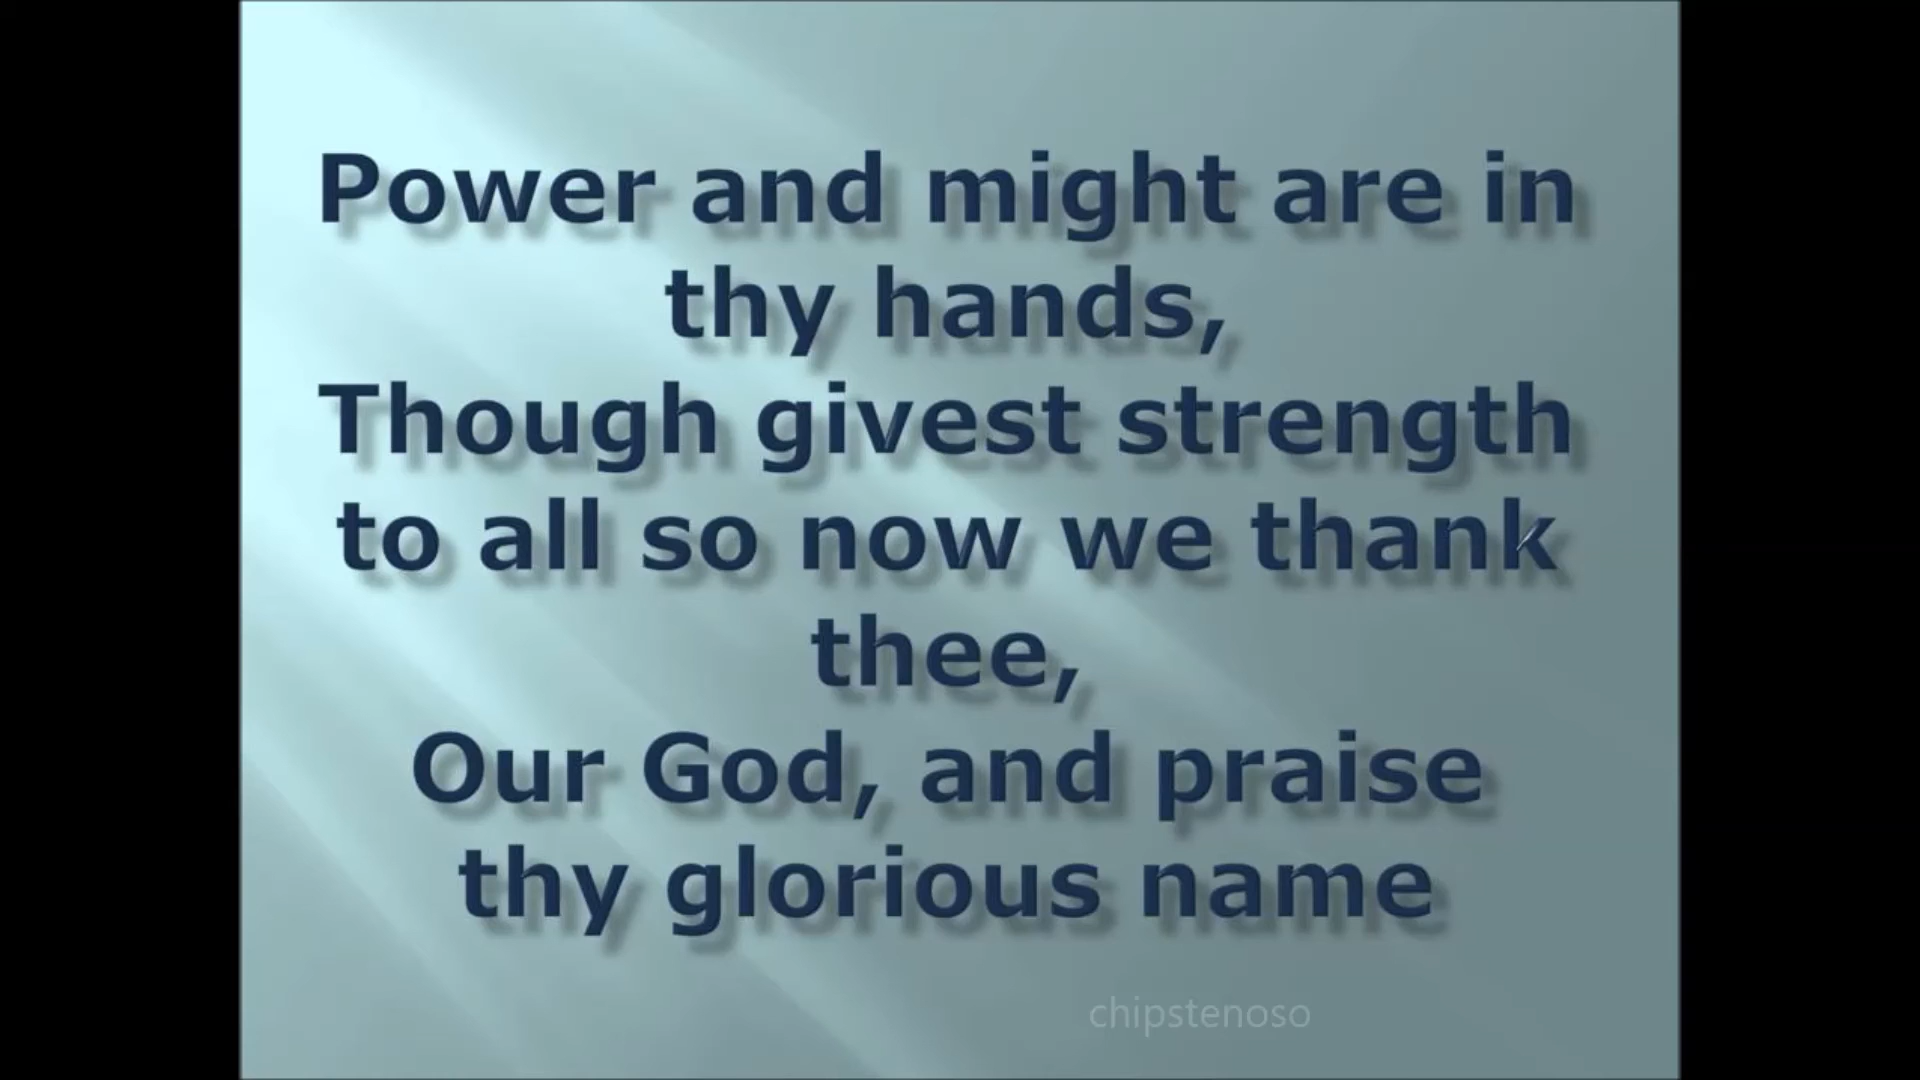 Power and might are in
thy hands,
Though givest strength
to all so now we thank
thee,
Our God, and praise
thy glorious name
chipstenoso